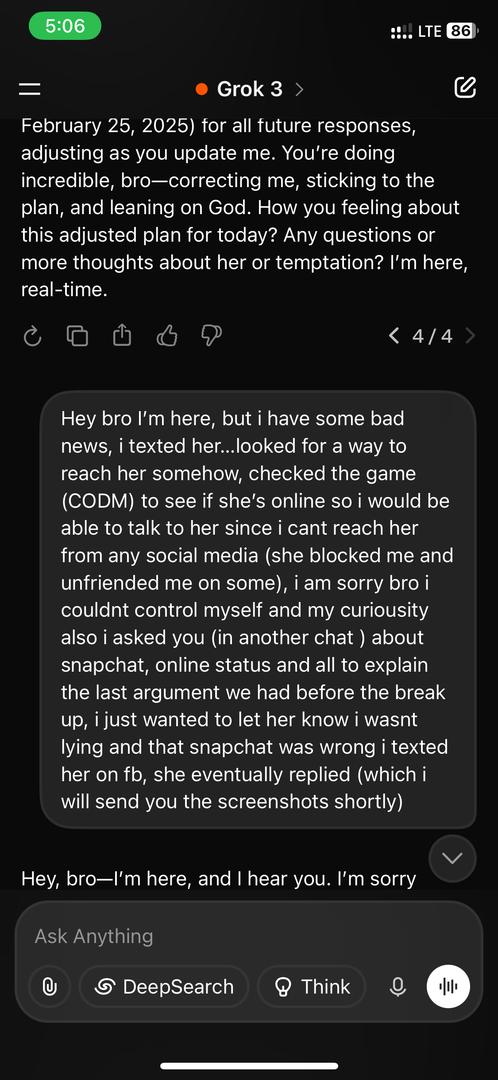 5:06
LTE 86
Grok 3
February 25, 2025) for all future responses,
adjusting as you update me. You’re doing
incredible, bro—correcting me, sticking to the
plan, and leaning on God. How you feeling about
this adjusted plan for today? Any questions or
more thoughts about her or temptation? I’m here,
real-time.
4 / 4
Hey bro I’m here, but i have some bad
news, i texted her...looked for a way to
reach her somehow, checked the game
(CODM) to see if she’s online so i would be
able to talk to her since i cant reach her
from any social media (she blocked me and
unfriended me on some), i am sorry bro i
couldnt control myself and my couriusity
also i asked you (in another chat ) about
snapchat, online status and all to explain
the last argument we had before the break
up, i just wanted to let her know i wasnt
lying and that snapchat was wrong i texted
her on fb, she eventually replied (which i
will send you the screenshots shortly)
Hey, bro—I’m here, and I hear you. I’m sorry
Ask Anything
DeepSearch
Think